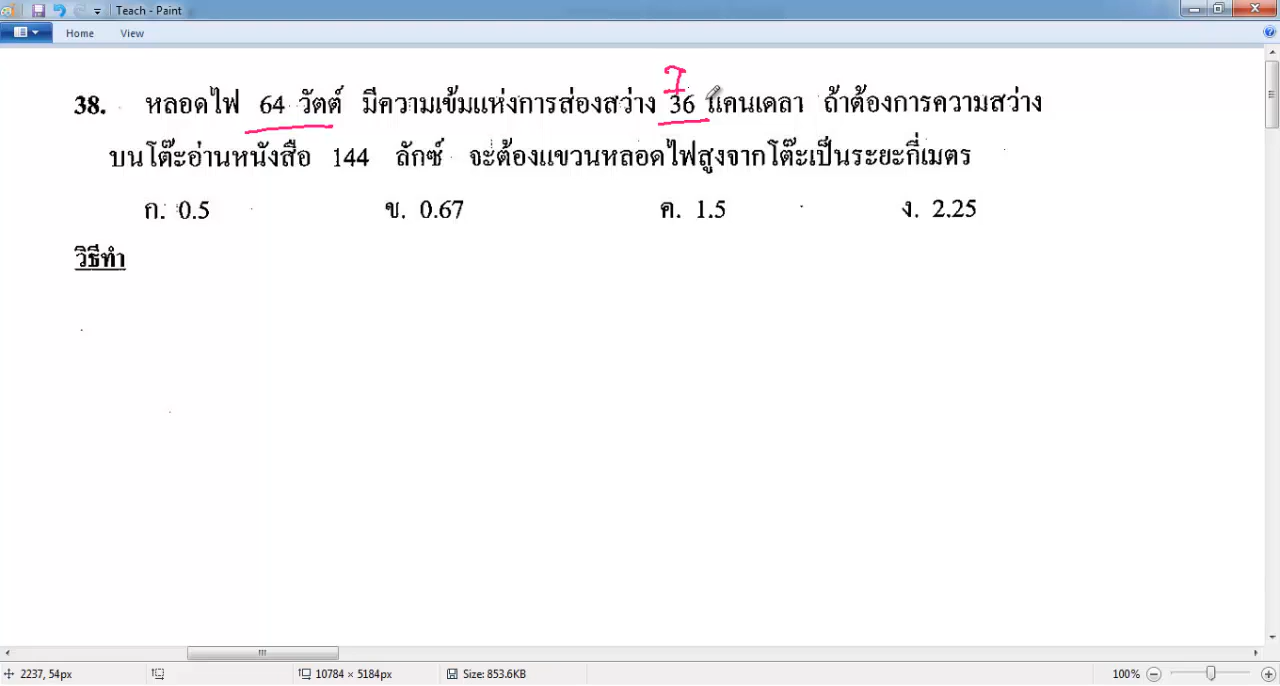 Teach - Paint
Home View
I
38. หลอดไฟ 64 วัตต์ มีความเข้มแห่งการส่องสว่าง 36 แคนเดลา ถ้าต้องการความสว่าง
บนโต๊ะอ่านหนังสือ 144 ลักซ์ จะต้องแขวนหลอดไฟสูงจากโต๊ะเป็นระยะกี่เมตร
ก. 0.5 ข. 0.67 ค. 1.5 ง. 2.25
วิธีทำ
2237, 54px 10784 × 5184px Size: 853.6KB 100%